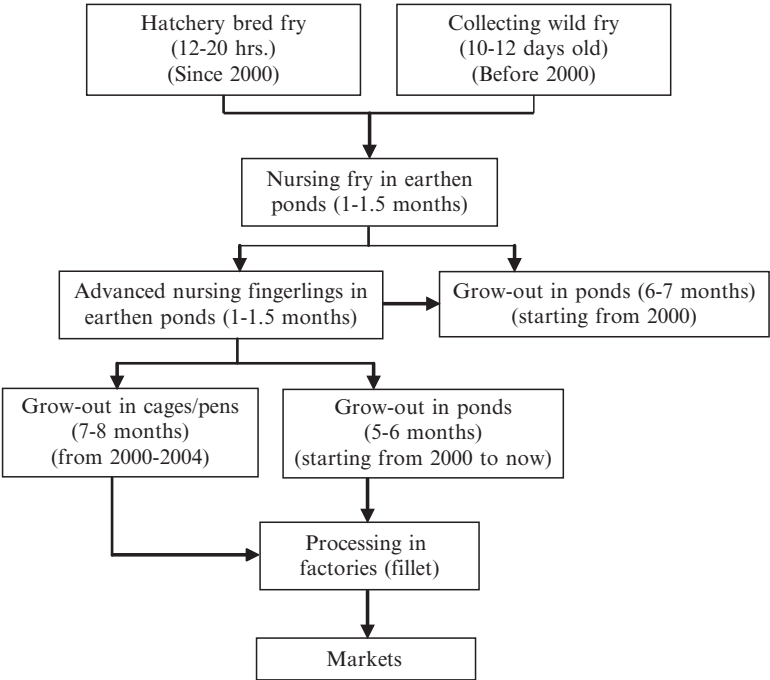 Hatchery bred fry
(12-20 hrs.)
(Since 2000)
Collecting wild fry
(10-12 days old)
(Before 2000)
Nursing fry in earthen
ponds (1-1.5 months)
Advanced nursing fingerlings in
earthen ponds (1-1.5 months)
Grow-out in ponds (6-7 months)
(starting from 2000)
Grow-out in cages/pens
(7-8 months)
(from 2000-2004)
Grow-out in ponds
(5-6 months)
(starting from 2000 to now)
Processing in
factories (fillet)
Markets